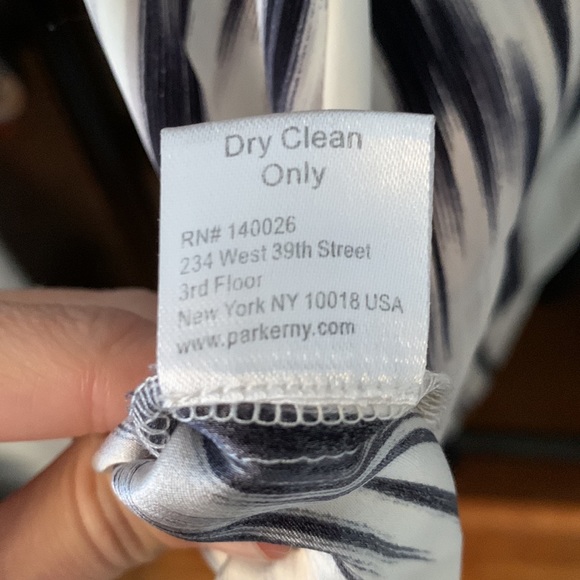 Dry Clean
Only
RN# 140026
234 West 39th Street
3rd Floor
New York NY 10018 USA
www.parkerny.com